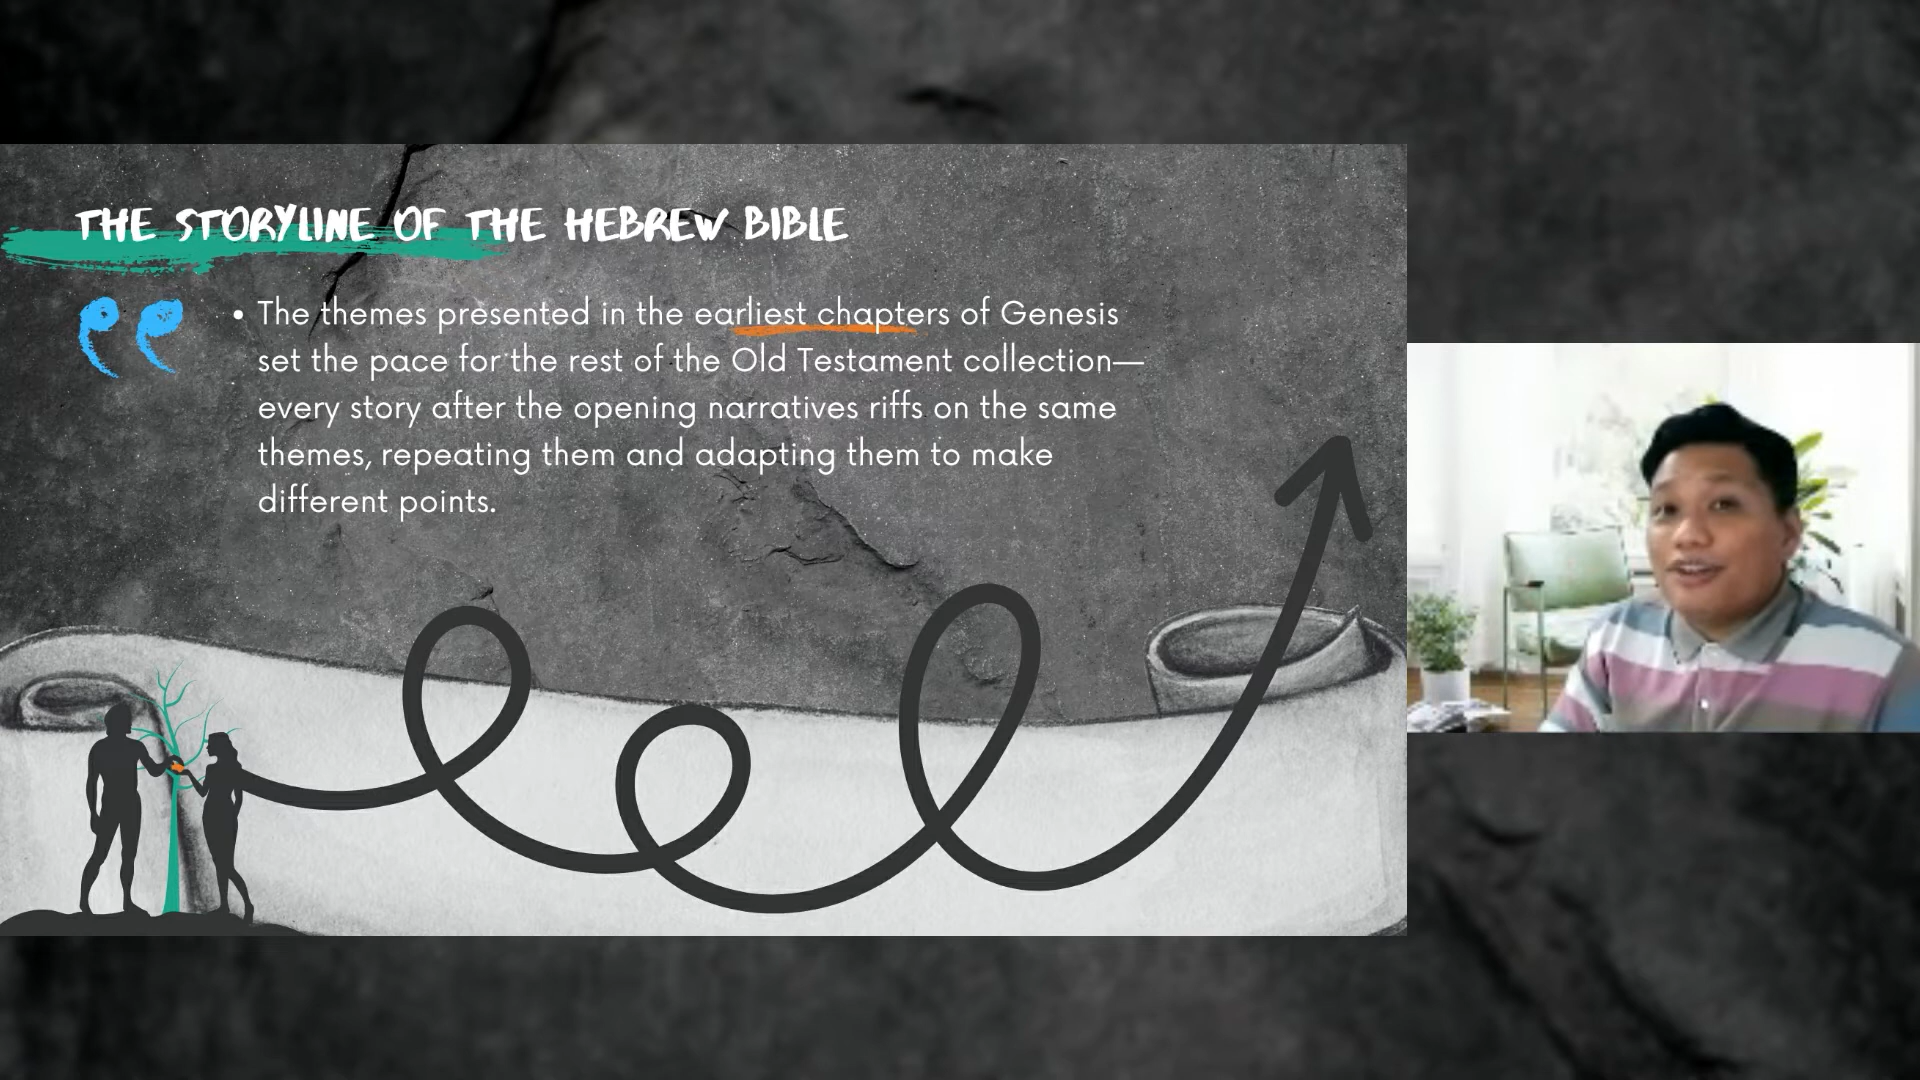 THE STORYLINE OF THE HEBREW BIBLE
• The themes presented in the earliest chapters of Genesis
set the pace for the rest of the Old Testament collection—
every story after the opening narratives riffs on the same
themes, repeating them and adapting them to make
different points.